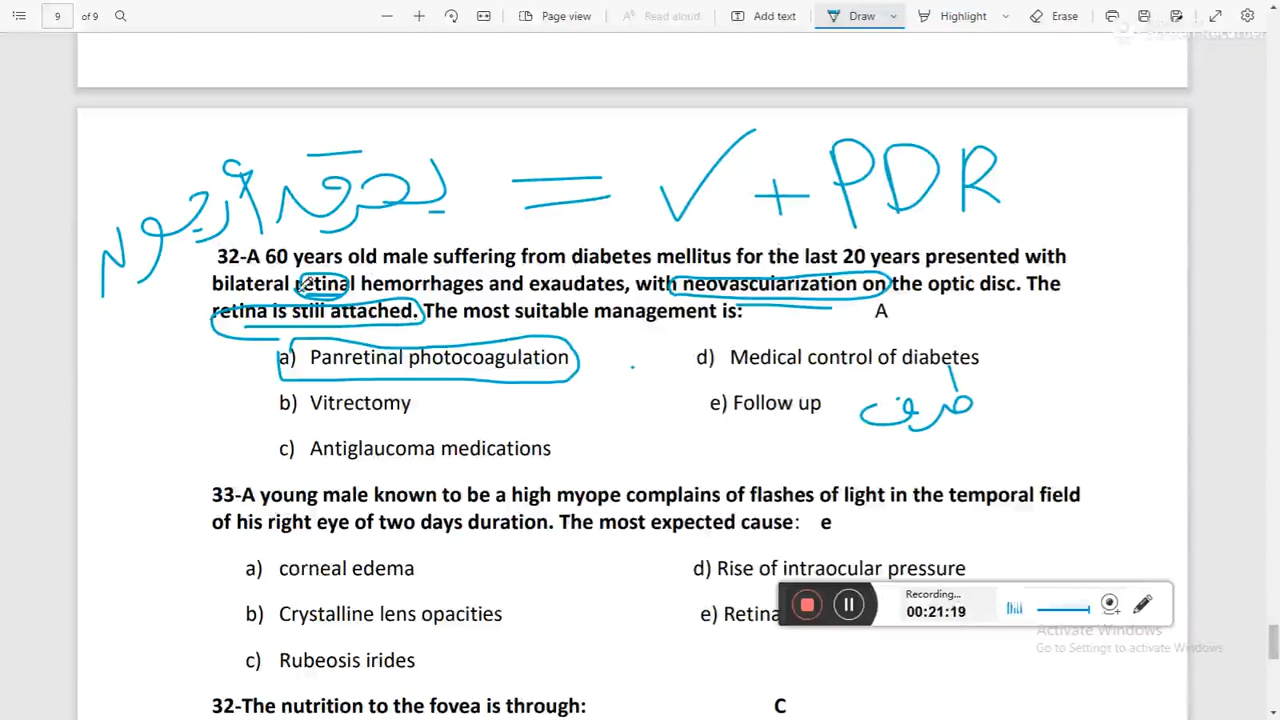 9 of 9 Page view Read aloud Add text Draw Highlight Erase
Screen Recorder
= ✓ + PDR
32-A 60 years old male suffering from diabetes mellitus for the last 20 years presented with
bilateral retinal hemorrhages and exaudates, with neovascularization on the optic disc. The
retina is still attached. The most suitable management is: A
a) Panretinal photocoagulation d) Medical control of diabetes
b) Vitrectomy e) Follow up
c) Antiglaucoma medications
33-A young male known to be a high myope complains of flashes of light in the temporal field
of his right eye of two days duration. The most expected cause: e
a) corneal edema d) Rise of intraocular pressure
b) Crystalline lens opacities e) Retina
c) Rubeosis irides
Recording...
00:21:19
Activate Windows
Go to Settings to activate Windows
32-The nutrition to the fovea is through: C